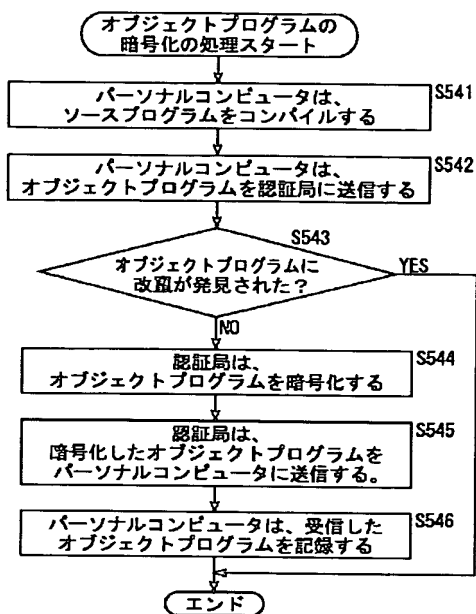 オブジェクトプログラムの
暗号化の処理スタート
S541
パーソナルコンピュータは、
ソースプログラムをコンパイルする
S542
パーソナルコンピュータは、
オブジェクトプログラムを認証局に送信する
S543
オブジェクトプログラムに
改竄が発見された？
YES
NO
S544
認証局は、
オブジェクトプログラムを暗号化する
S545
認証局は、
暗号化したオブジェクトプログラムを
パーソナルコンピュータに送信する。
S546
パーソナルコンピュータは、受信した
オブジェクトプログラムを記録する
エンド